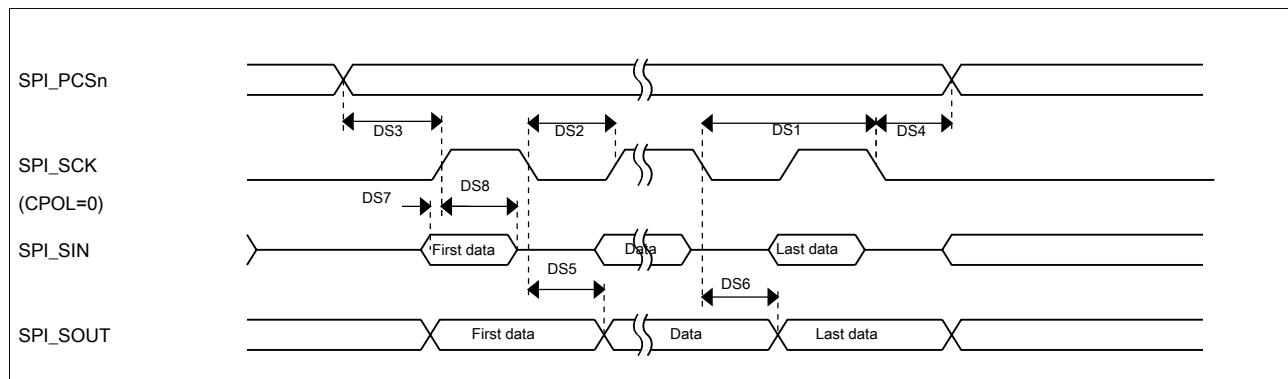 SPI_PCSn
DS3
DS2
DS1
DS4
SPI_SCK
(CPOL=0)
DS7
DS8
SPI_SIN
First data
Data
Last data
DS5
DS6
SPI_SOUT
First data
Data
Last data